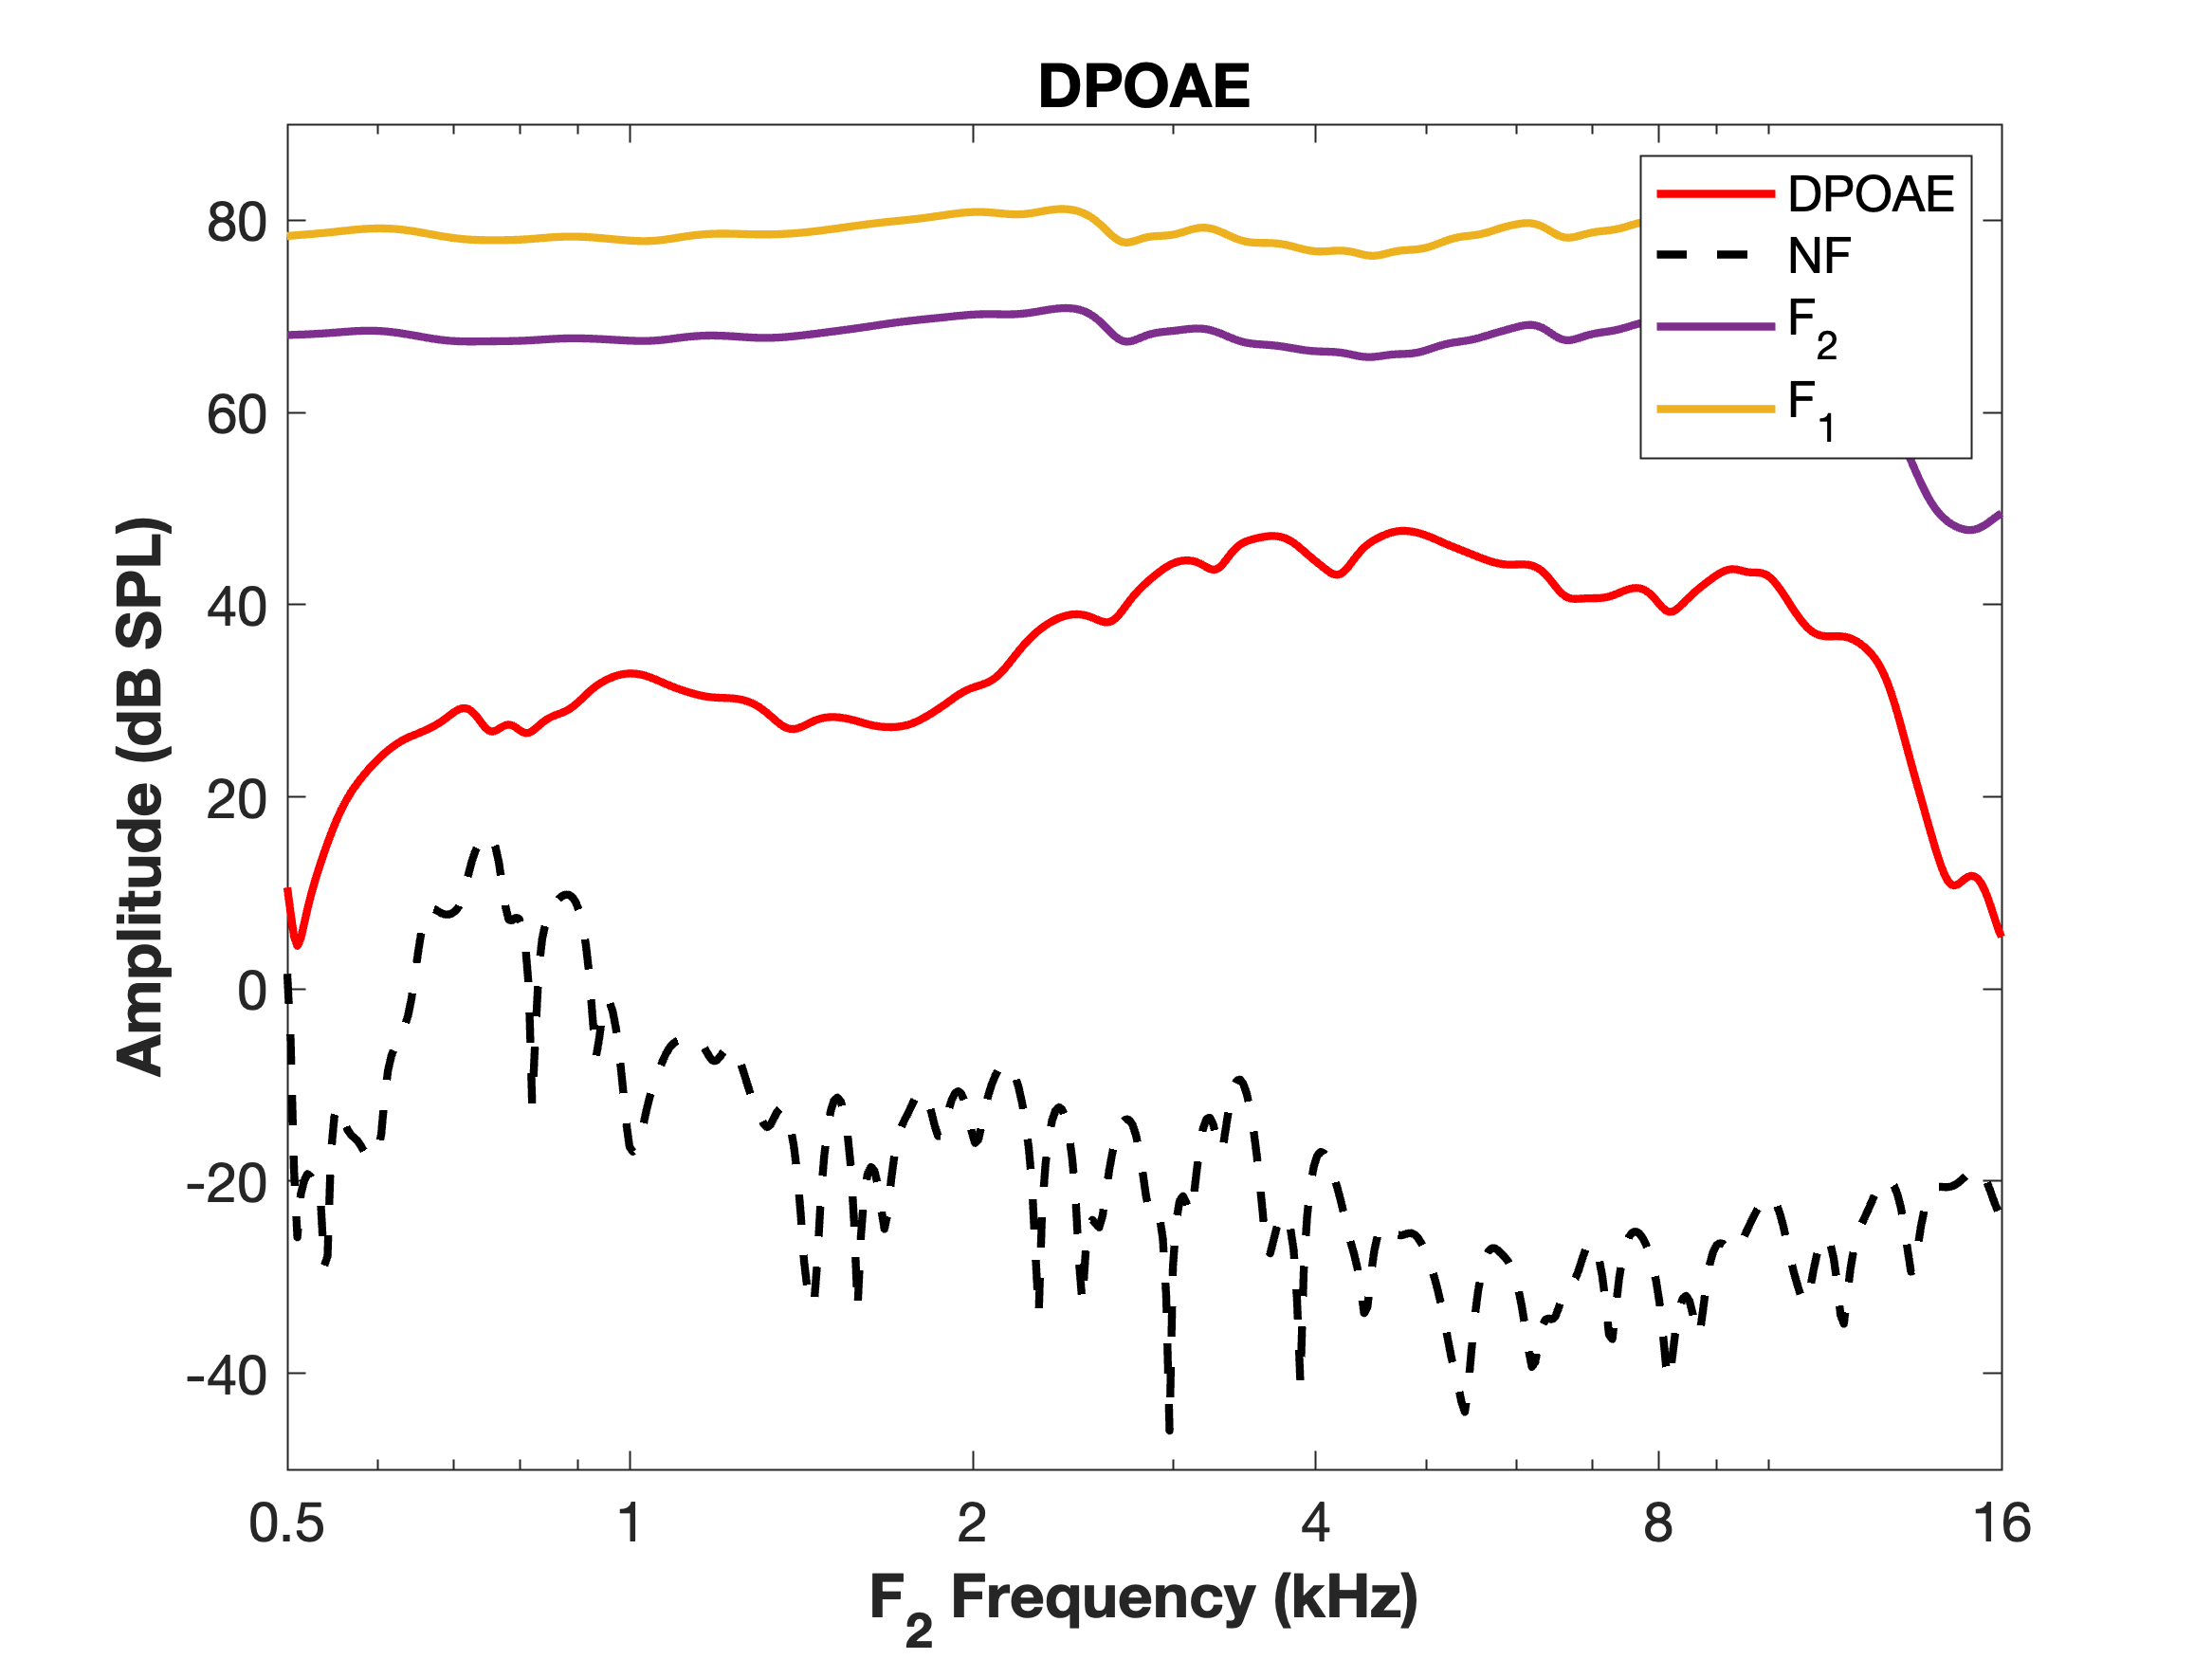 DPOAE
DPOAE
NF
F2
F1
80
60
40
20
0
-20
-40
Amplitude (dB SPL)
0.5 1 2 4 8 16
F2 Frequency (kHz)